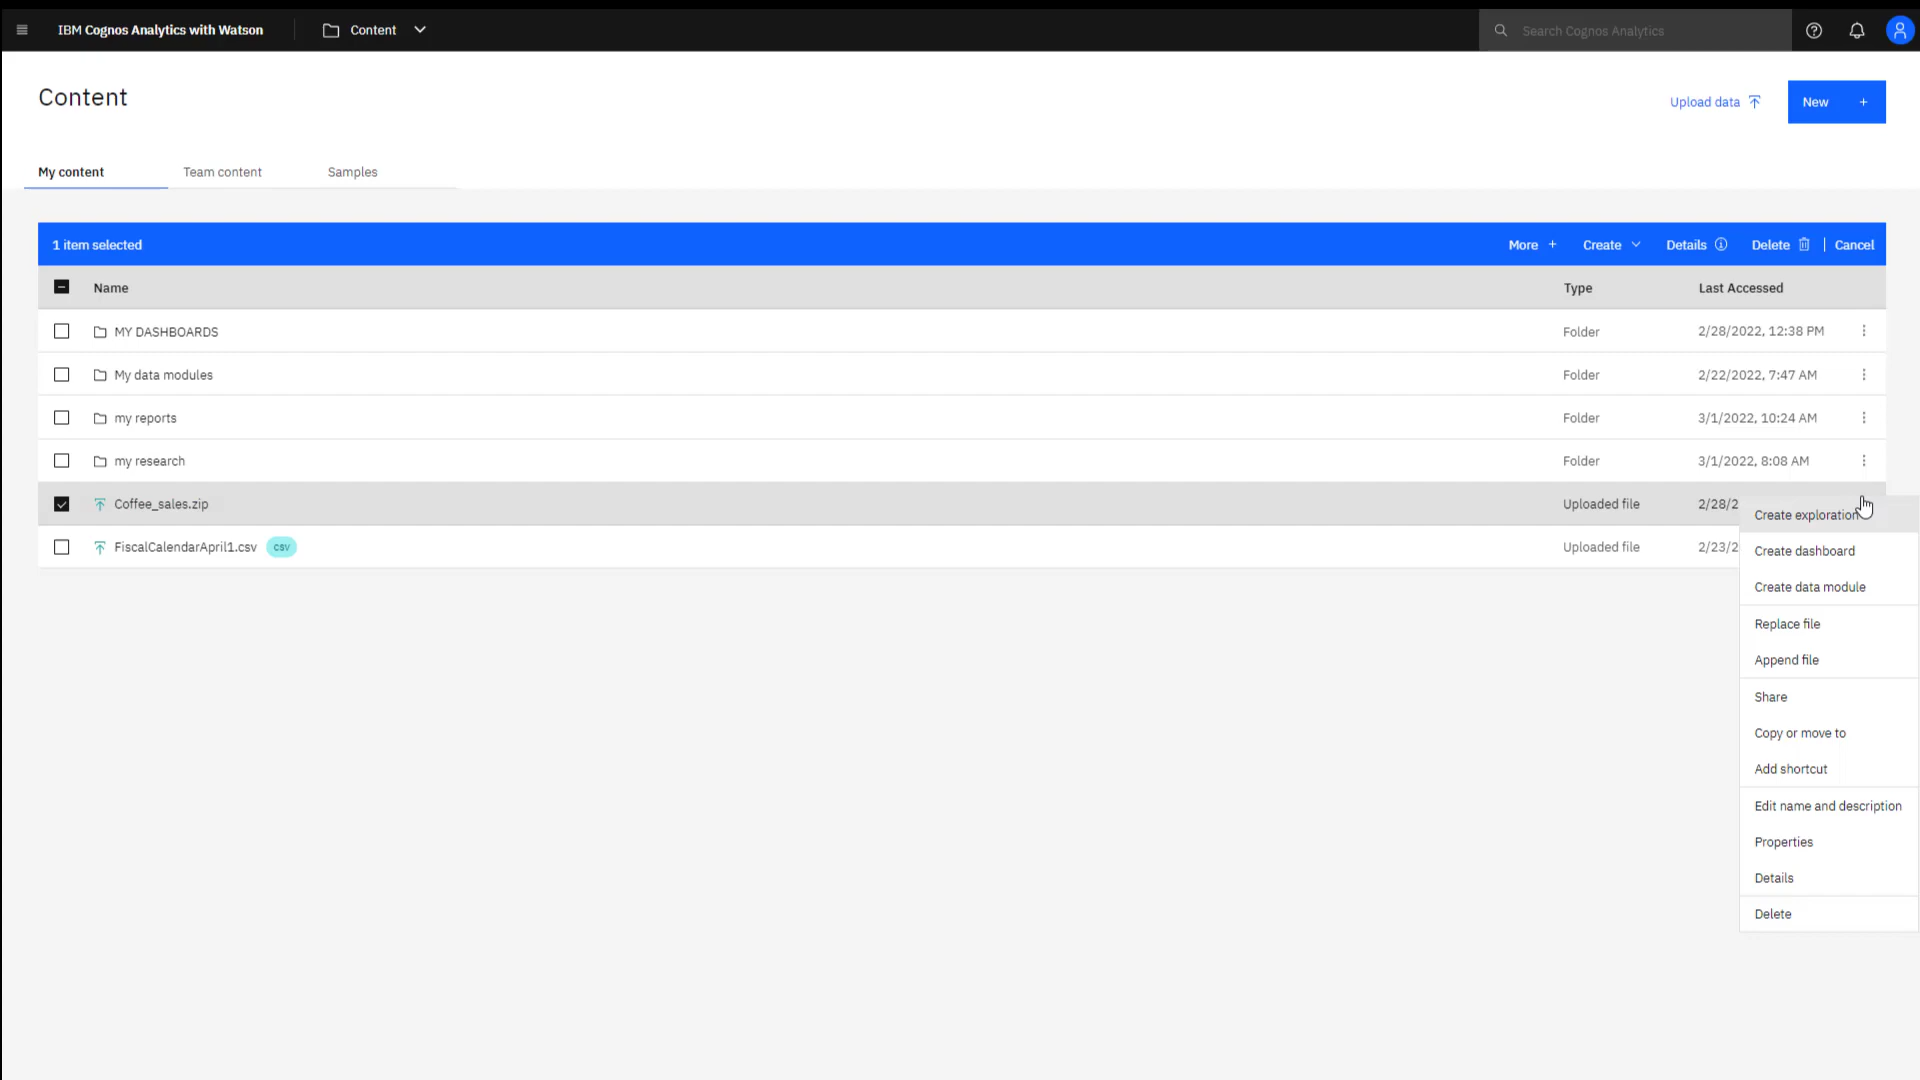 IBM Cognos Analytics with Watson
Content
Search Cognos Analytics
Content
Upload data
New +
My content
Team content
Samples
1 item selected
More +
Create
Details
Delete
Cancel
Name Type Last Accessed
MY DASHBOARDS Folder 2/28/2022, 12:38 PM
My data modules Folder 2/22/2022, 7:47 AM
my reports Folder 3/1/2022, 10:24 AM
my research Folder 3/1/2022, 8:08 AM
Coffee_sales.zip Uploaded file 2/28/2
FiscalCalendarApril1.csv csv Uploaded file 2/23/2
Create exploration
Create dashboard
Create data module
Replace file
Append file
Share
Copy or move to
Add shortcut
Edit name and description
Properties
Details
Delete